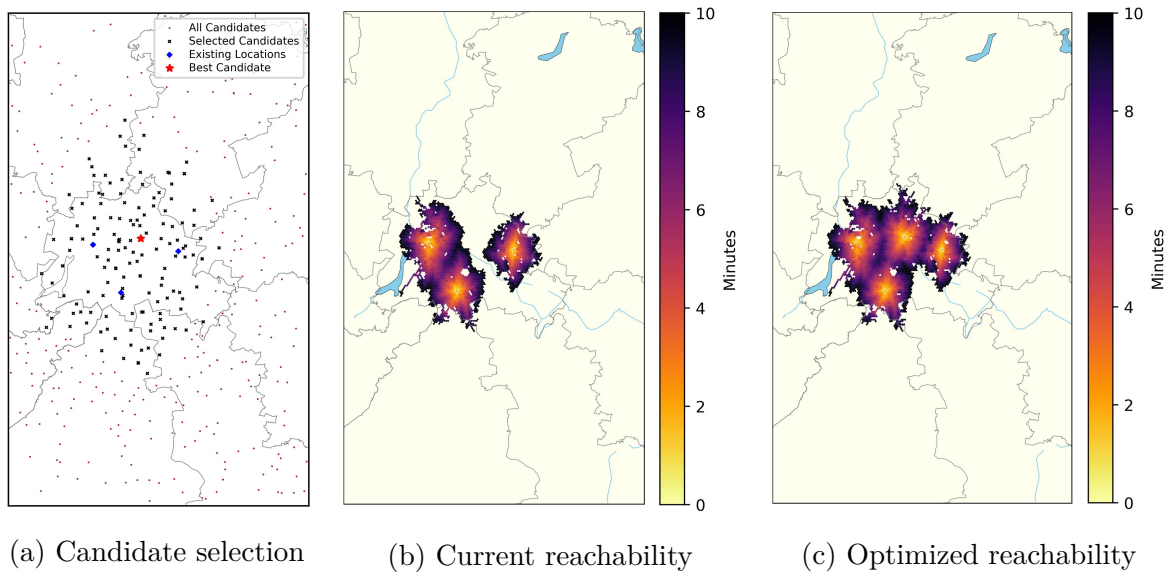 All Candidates
Selected Candidates
Existing Locations
Best Candidate
10
8
6
4
2
0
Minutes
10
8
6
4
2
0
Minutes
(a) Candidate selection
(b) Current reachability
(c) Optimized reachability